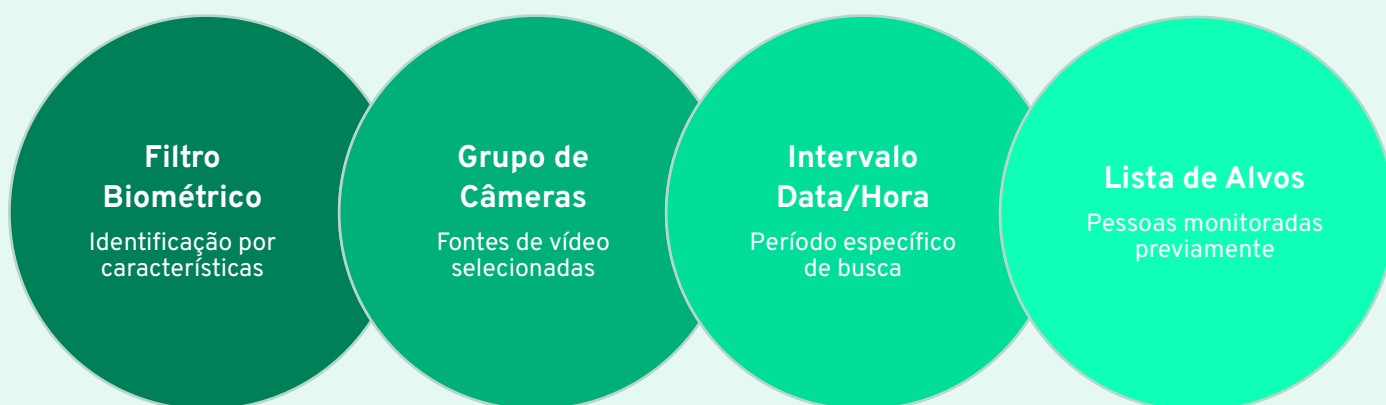 Filtro
Biométrico
Identificação por
características
Grupo de
Câmeras
Fontes de vídeo
selecionadas
Intervalo
Data/Hora
Período específico
de busca
Lista de Alvos
Pessoas monitoradas
previamente